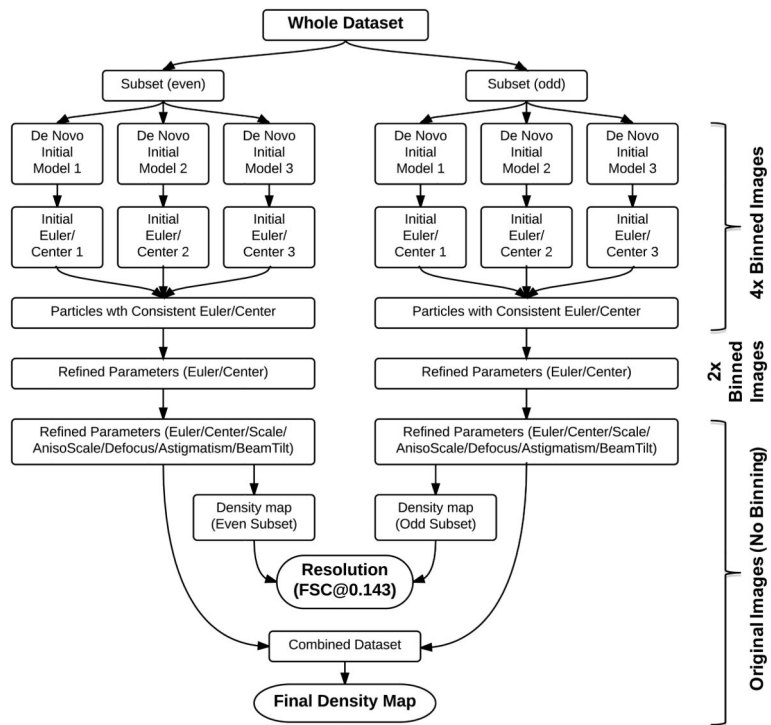 Whole Dataset
Subset (even)
Subset (odd)
De Novo
Initial
Model 1
De Novo
Initial
Model 2
De Novo
Initial
Model 3
De Novo
Initial
Model 1
De Novo
Initial
Model 2
De Novo
Initial
Model 3
Initial
Euler/
Center 1
Initial
Euler/
Center 2
Initial
Euler/
Center 3
Initial
Euler/
Center 1
Initial
Euler/
Center 2
Initial
Euler/
Center 3
Particles wth Consistent Euler/Center
Particles wth Consistent Euler/Center
4x Binned Images
Refined Parameters (Euler/Center)
Refined Parameters (Euler/Center)
2x
Binned
Images
Refined Parameters (Euler/Center/Scale/
AnisoScale/Defocus/Astigmatism/BeamTilt)
Refined Parameters (Euler/Center/Scale/
AnisoScale/Defocus/Astigmatism/BeamTilt)
Density map
(Even Subset)
Density map
(Odd Subset)
Resolution
(FSC@0.143)
Combined Dataset
Final Density Map
Original Images (No Binning)